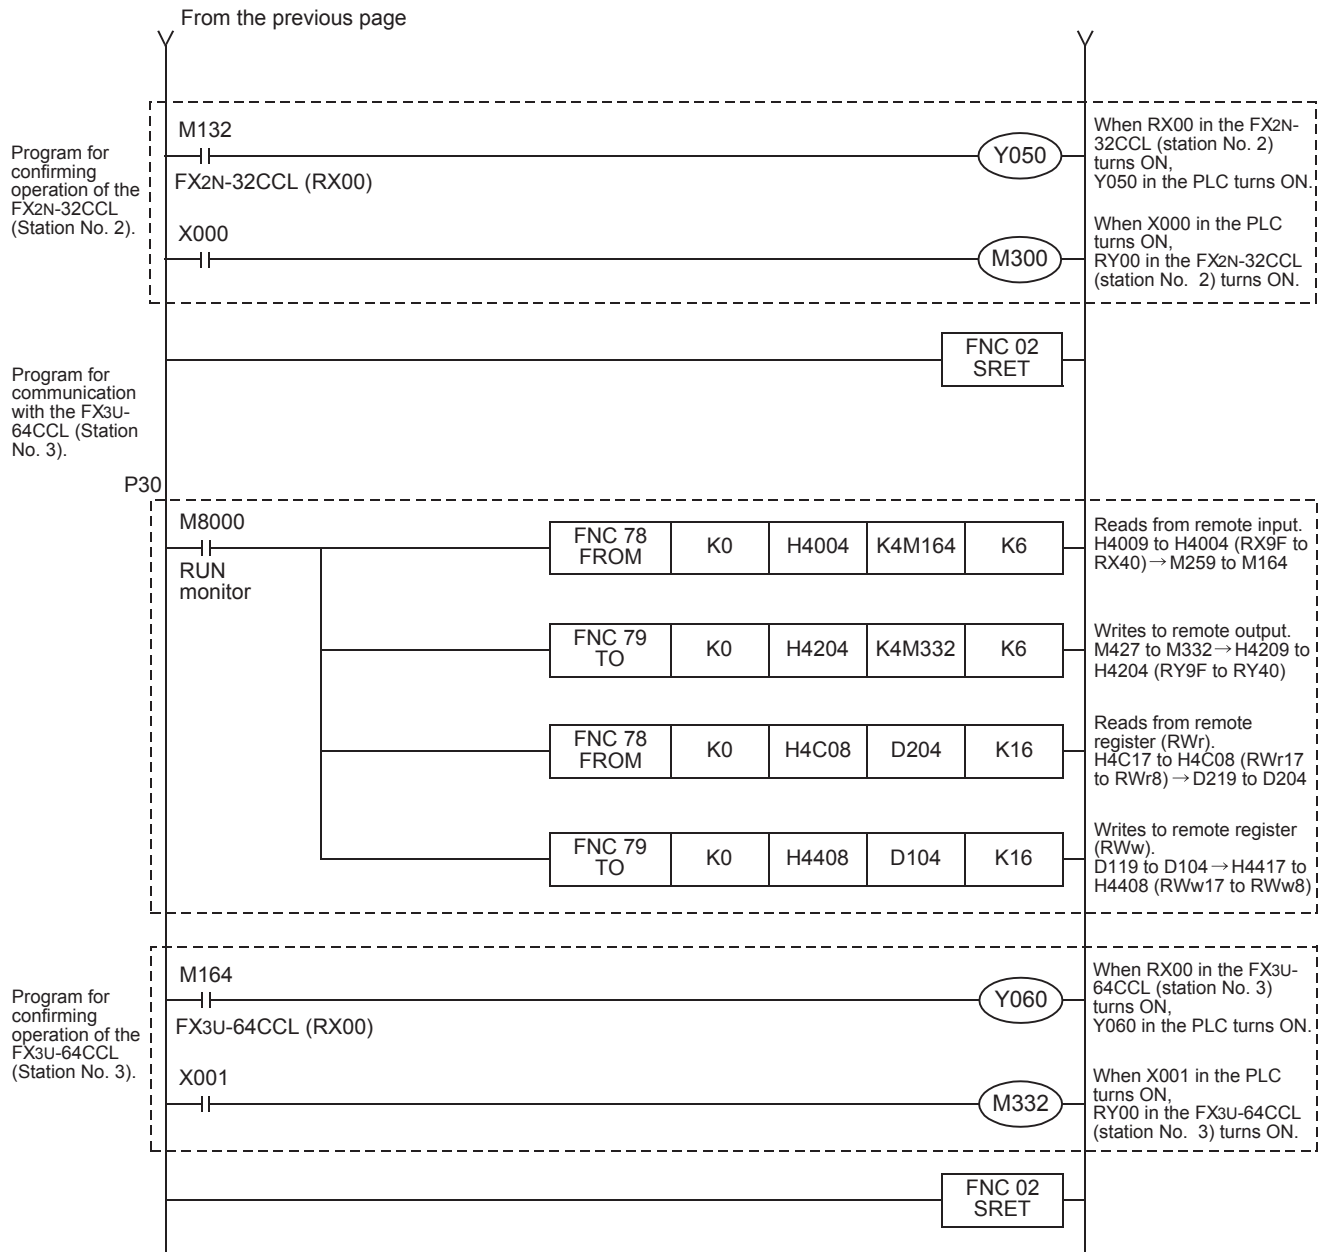 From the previous page
Program for
confirming
operation of the
FX2N-32CCL
(Station No. 2).
M132
FX2N-32CCL (RX00)
Y050
When RX00 in the FX2N-
32CCL (station No. 2)
turns ON,
Y050 in the PLC turns ON.
X000
M300
When X000 in the PLC
turns ON,
RY00 in the FX2N-32CCL
(station No. 2) turns ON.
FNC 02
SRET
Program for
communication
with the FX3U-
64CCL (Station
No. 3).
P30
M8000
RUN
monitor
FNC 78
FROM
K0
H4004
K4M164
K6
Reads from remote input.
H4009 to H4004 (RX9F to
RX40)→M259 to M164
FNC 79
TO
K0
H4204
K4M332
K6
Writes to remote output.
M427 to M332→H4209 to
H4204 (RY9F to RY40)
FNC 78
FROM
K0
H4C08
D204
K16
Reads from remote
register (RWr).
H4C17 to H4C08 (RWr17
to RWr8)→D219 to D204
FNC 79
TO
K0
H4408
D104
K16
Writes to remote register
(RWw).
D119 to D104→H4417 to
H4408 (RWw17 to RWw8)
Program for
confirming
operation of the
FX3U-64CCL
(Station No. 3).
M164
FX3U-64CCL (RX00)
Y060
When RX00 in the FX3U-
64CCL (station No. 3)
turns ON,
Y060 in the PLC turns ON.
X001
M332
When X001 in the PLC
turns ON,
RY00 in the FX3U-64CCL
(station No. 3) turns ON.
FNC 02
SRET